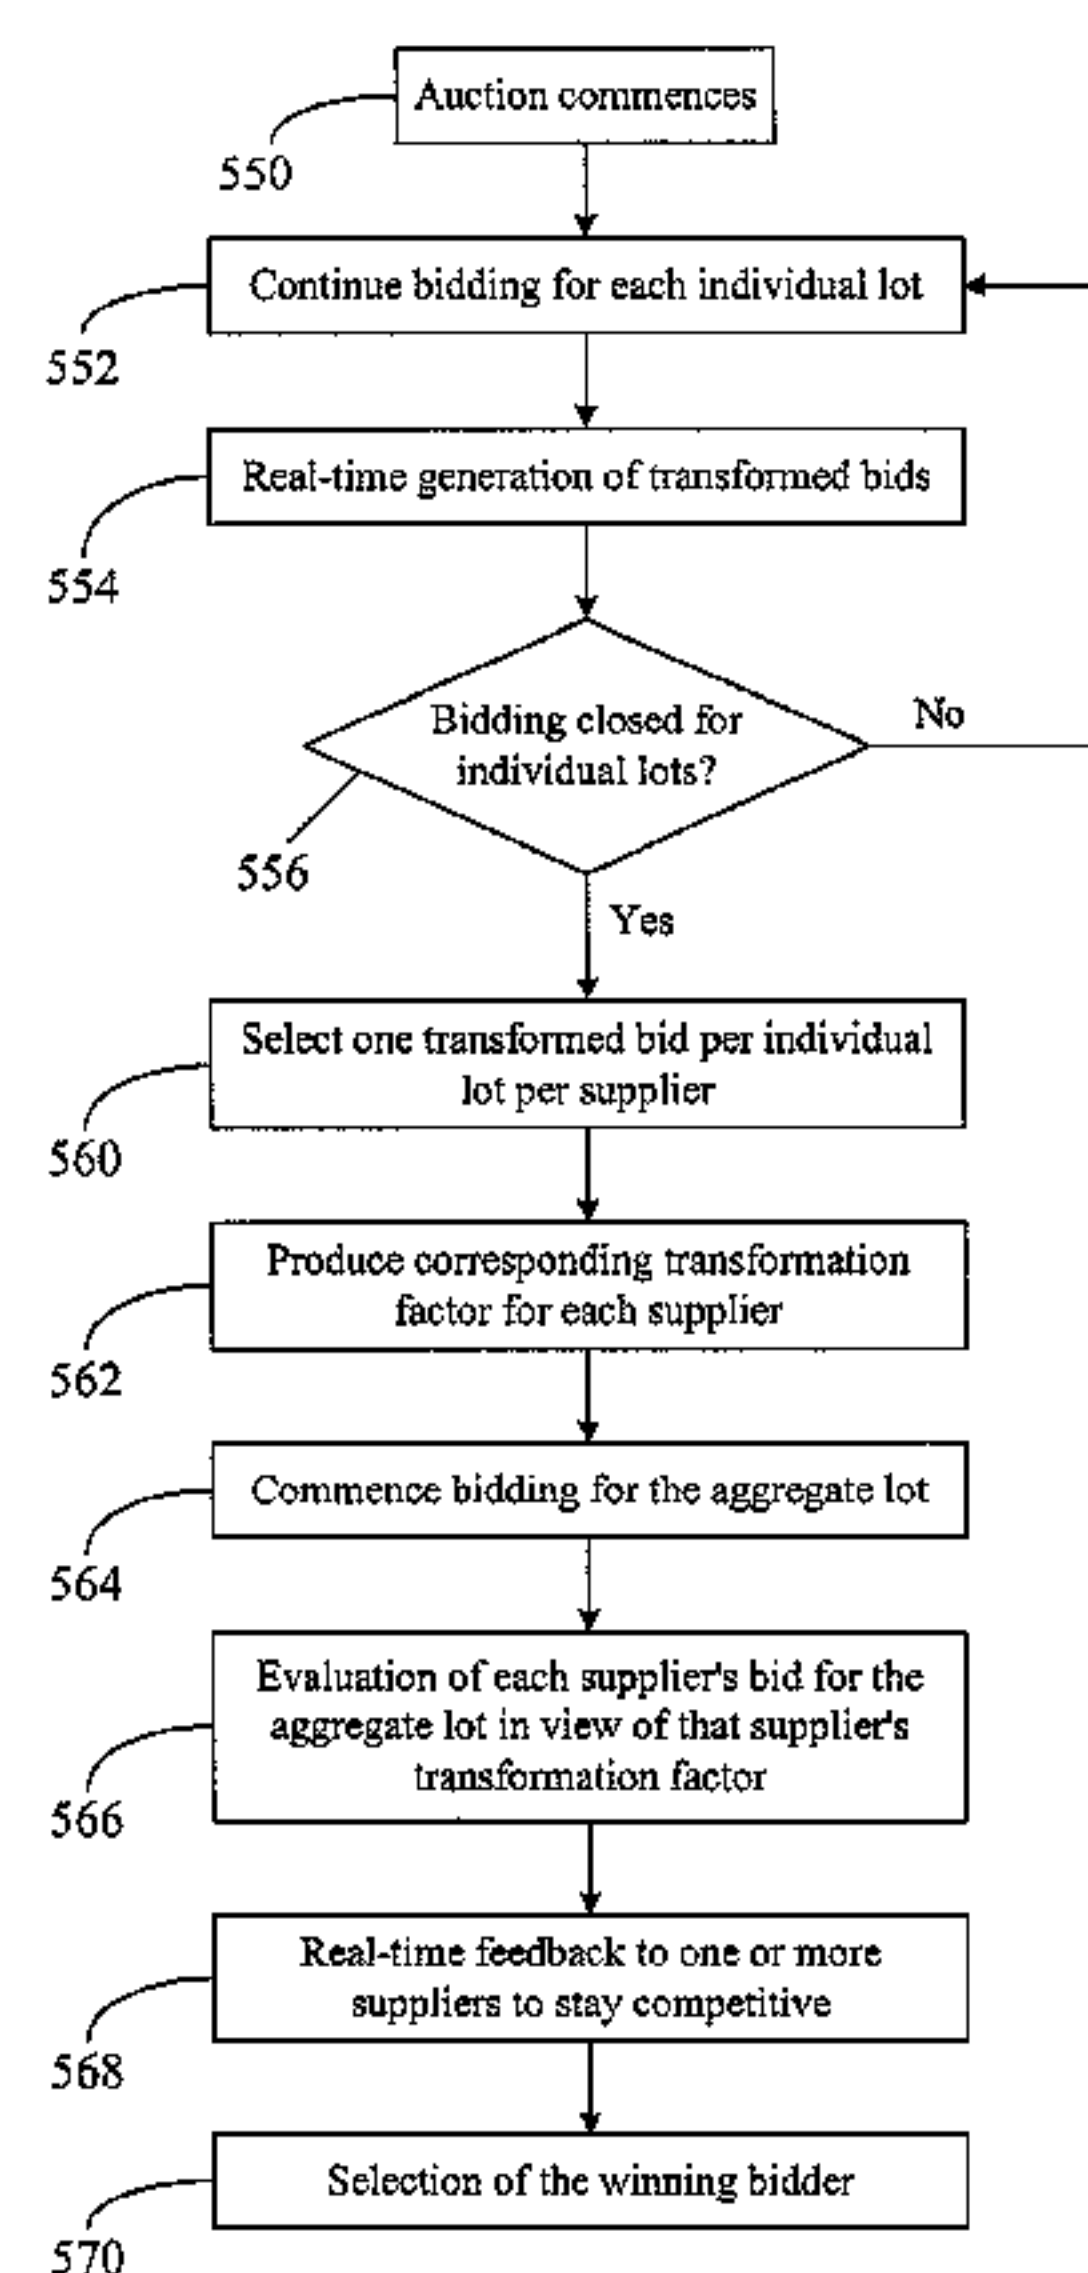 Auction commences
550
Continue bidding for each individual lot
552
Real-time generation of transformed bids
554
Bidding closed for
individual lots?
No
556
Yes
Select one transformed bid per individual
lot per supplier
560
Produce corresponding transformation
factor for each supplier
562
Commence bidding for the aggregate lot
564
Evaluation of each supplier's bid for the
aggregate lot in view of that supplier's
transformation factor
566
Real-time feedback to one or more
suppliers to stay competitive
568
Selection of the winning bidder
570